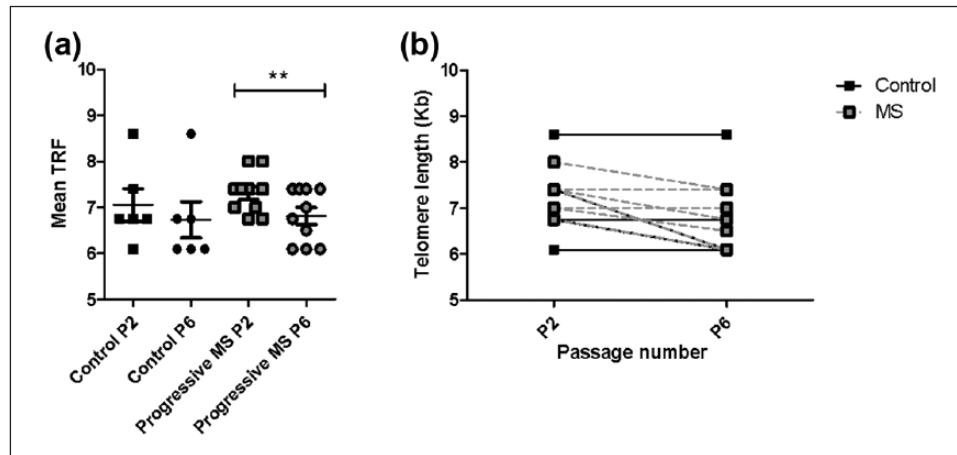 (a)
**
Mean TRF
10
9
8
7
6
5
Control P2
Control P6
Progressive MS P2
Progressive MS P6
(b)
Telomere length (Kb)
10
9
8
7
6
5
P2
P6
Passage number
Control
MS